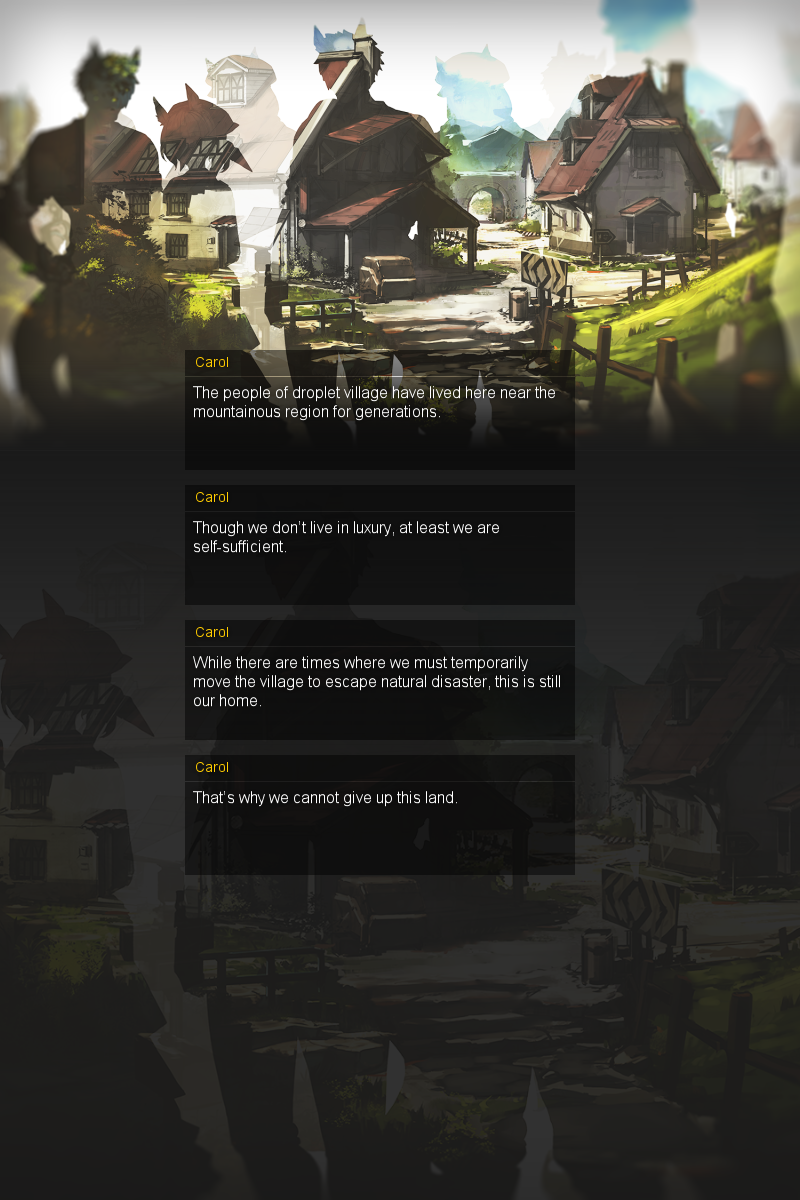 Carol
The people of droplet village have lived here near the
mountainous region for generations.
Carol
Though we don't live in luxury, at least we are
self-sufficient.
Carol
While there are times where we must temporarily
move the village to escape natural disaster, this is still
our home.
Carol
That's why we cannot give up this land.